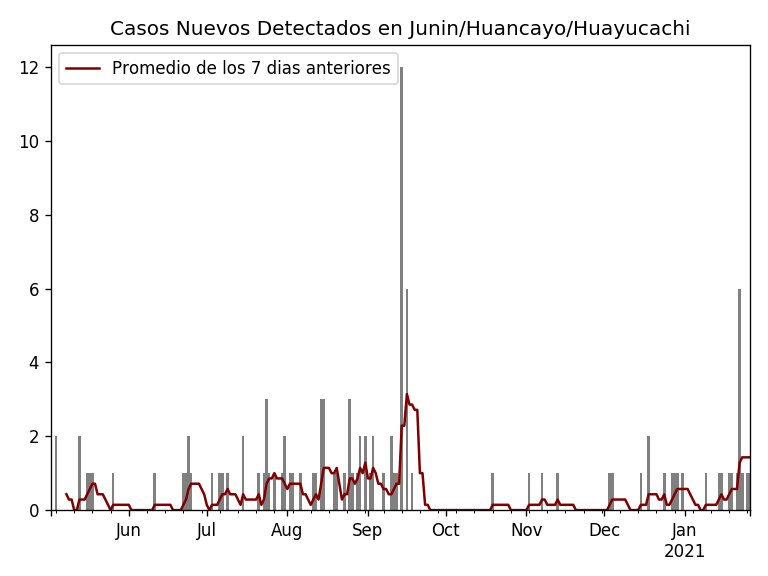 Casos Nuevos Detectados en Junin/Huancayo/Huayucachi
Promedio de los 7 dias anteriores
12
10
8
6
4
2
0
Jun Jul Aug Sep Oct Nov Dec Jan
2021